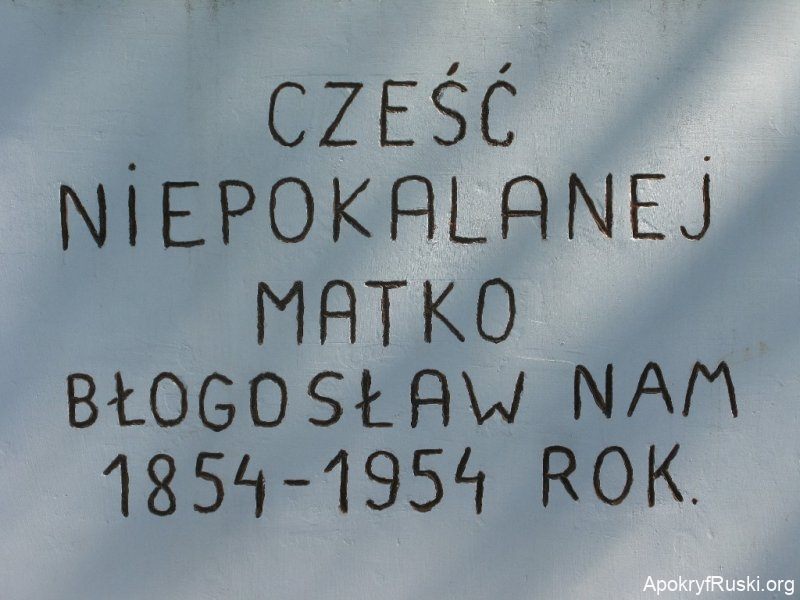 CZEŚĆ
NIEPOKALANEJ
MATKO
BŁOGOSŁAW NAM
1854-1954 ROK.
ApokryfRuski.org